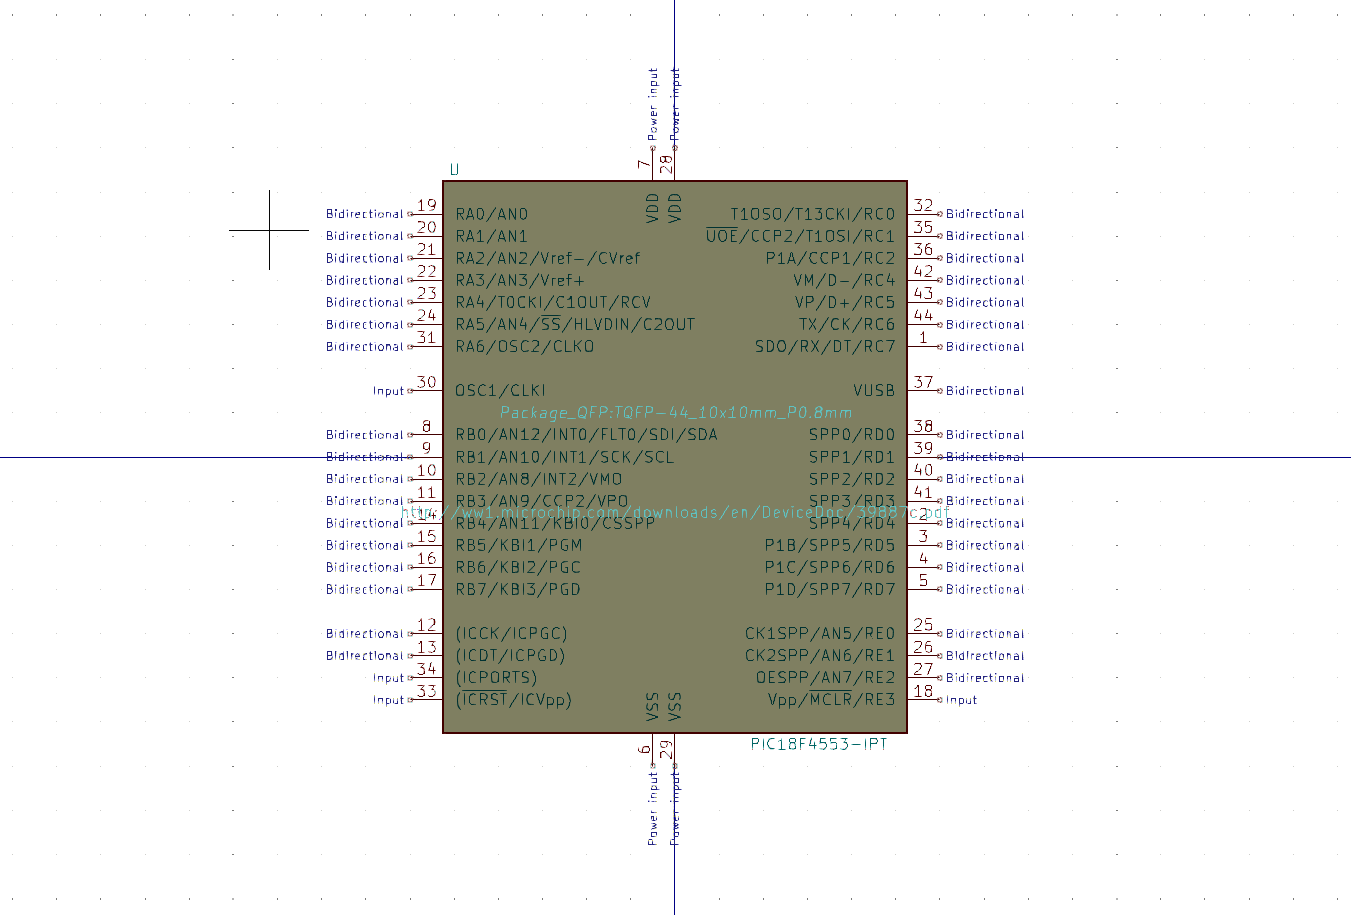 Power input Power input
7 28
U
VDD VDD
Bidirectional 19 RA0/AN0 T1OSO/T13CKI/RC0 32 Bidirectional
Bidirectional 20 RA1/AN1 UOE/CCP2/T1OSI/RC1 35 Bidirectional
Bidirectional 21 RA2/AN2/Vref-/CVref P1A/CCP1/RC2 36 Bidirectional
Bidirectional 22 RA3/AN3/Vref+ VM/D-/RC4 42 Bidirectional
Bidirectional 23 RA4/T0CKI/C1OUT/RCV VP/D+/RC5 43 Bidirectional
Bidirectional 24 RA5/AN4/SS/HLVDIN/C2OUT TX/CK/RC6 44 Bidirectional
Bidirectional 31 RA6/OSC2/CLKO SDO/RX/DT/RC7 1 Bidirectional
Input 30 OSC1/CLKI VUSB 37 Bidirectional
Package_QFP:TQFP-44_10x10mm_P0.8mm
Bidirectional 8 RB0/AN12/INT0/FLT0/SDI/SDA SPP0/RD0 38 Bidirectional
Bidirectional 9 RB1/AN10/INT1/SCK/SCL SPP1/RD1 39 Bidirectional
Bidirectional 10 RB2/AN8/INT2/VMO SPP2/RD2 40 Bidirectional
Bidirectional 11 RB3/AN9/CCP2/VPO SPP3/RD3 41 Bidirectional
http://ww1.microchip.com/downloads/en/DeviceDoc/39887c.pdf
Bidirectional 14 RB4/AN11/KBI0/CSSPP SPP4/RD4 2 Bidirectional
Bidirectional 15 RB5/KBI1/PGM P1B/SPP5/RD5 3 Bidirectional
Bidirectional 16 RB6/KBI2/PGC P1C/SPP6/RD6 4 Bidirectional
Bidirectional 17 RB7/KBI3/PGD P1D/SPP7/RD7 5 Bidirectional
Bidirectional 12 (ICCK/ICPGC) CK1SPP/AN5/RE0 25 Bidirectional
Bidirectional 13 (ICDT/ICPGD) CK2SPP/AN6/RE1 26 Bidirectional
Input 34 (ICPORTS) OESPP/AN7/RE2 27 Bidirectional
Input 33 (ICRST/ICVpp) Vpp/MCLR/RE3 18 Input
VSS VSS
6 29
PIC18F4553-IPT
Power input Power input